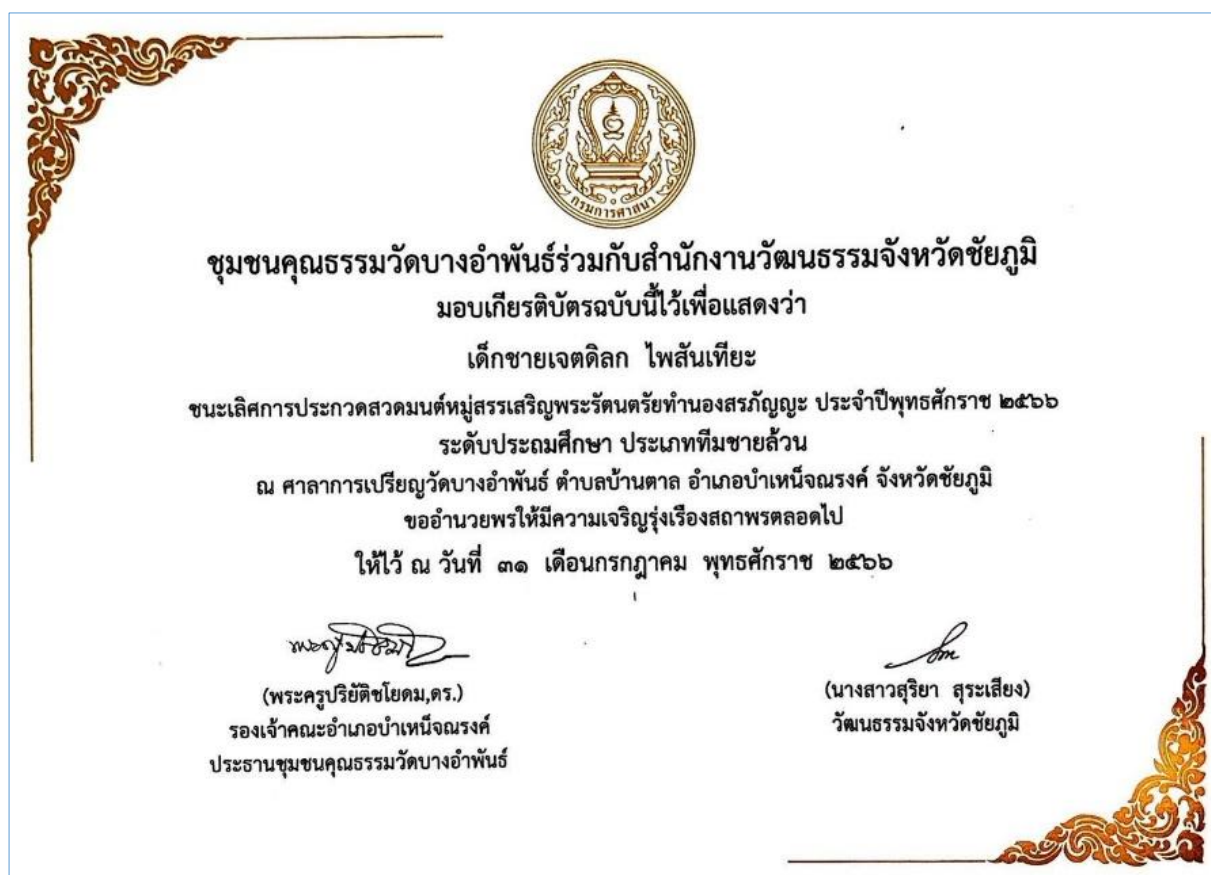 กรมการศาสนา
ชุมชนคุณธรรมวัดบางอำพันธ์ร่วมกับสำนักงานวัฒนธรรมจังหวัดชัยภูมิ
มอบเกียรติบัตรฉบับนี้ไว้เพื่อแสดงว่า
เด็กชายเจตดิลก ไพสันเทียะ
ชนะเลิศการประกวดสวดมนต์หมู่สรรเสริญพระรัตนตรัยทำนองสรภัญญะ ประจำปีพุทธศักราช ๒๕๖๖
ระดับประถมศึกษา ประเภททีมชายล้วน
ณ ศาลาการเปรียญวัดบางอำพันธ์ ตำบลบ้านตาล อำเภอบำเหน็จณรงค์ จังหวัดชัยภูมิ
ขออำนวยพรให้มีความเจริญรุ่งเรืองสถาพรตลอดไป
ให้ไว้ ณ วันที่ ๓๑ เดือนกรกฎาคม พุทธศักราช ๒๕๖๖
(พระครูปริยัติชโยดม,ดร.)
รองเจ้าคณะอำเภอบำเหน็จณรงค์
ประธานชุมชนคุณธรรมวัดบางอำพันธ์
(นางสาวสุริยา สุระเสียง)
วัฒนธรรมจังหวัดชัยภูมิ